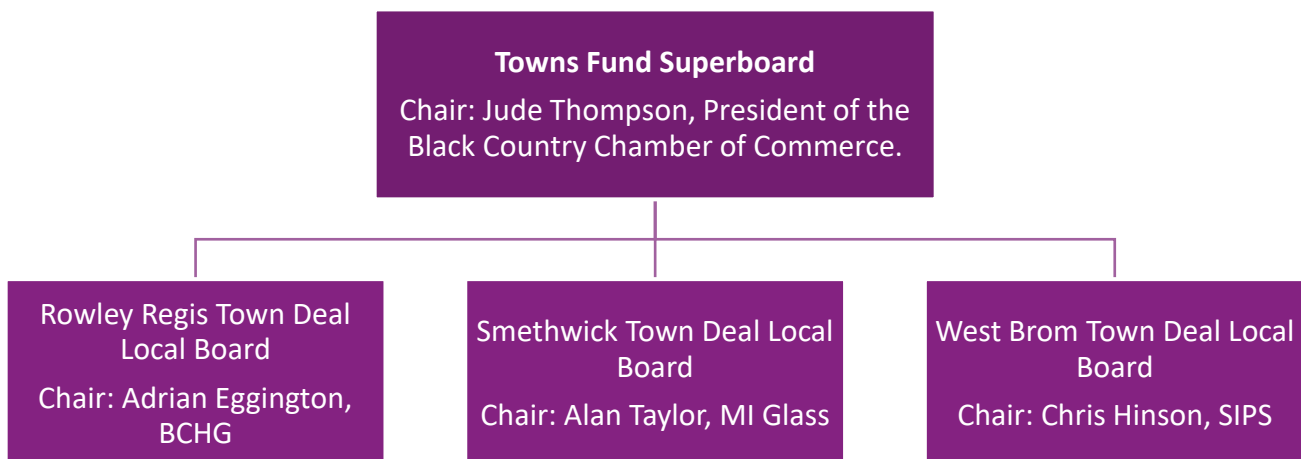 Towns Fund Superboard
Chair: Jude Thompson, President of the
Black Country Chamber of Commerce.
Rowley Regis Town Deal
Local Board
Chair: Adrian Eggington,
BCHG
Smethwick Town Deal Local
Board
Chair: Alan Taylor, MI Glass
West Brom Town Deal Local
Board
Chair: Chris Hinson, SIPS